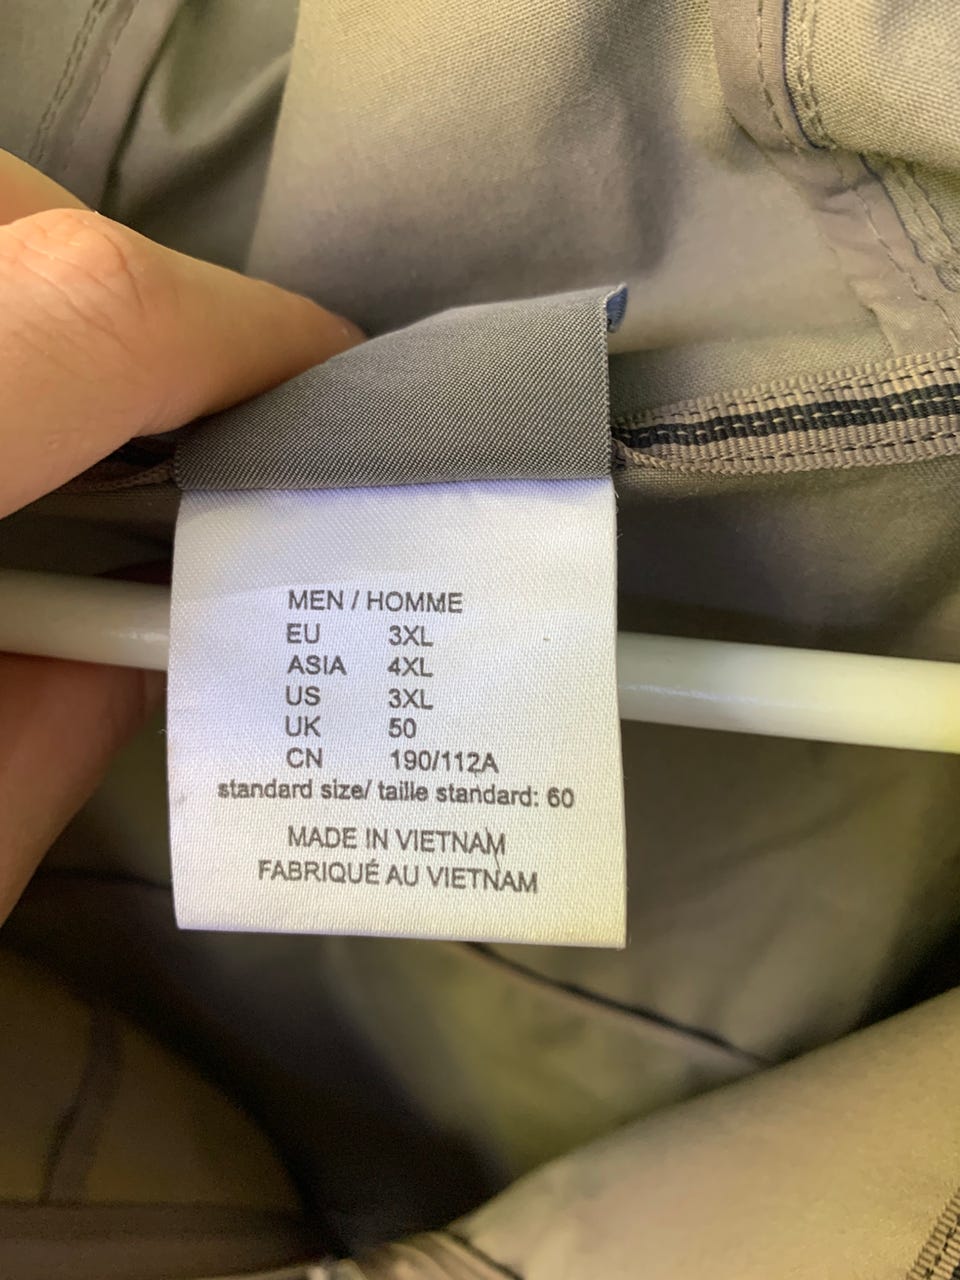 MEN / HOMME
EU 3XL
ASIA 4XL
US 3XL
UK 50
CN 190/112A
standard size/ taille standard: 60
MADE IN VIETNAM
FABRIQUÉ AU VIETNAM